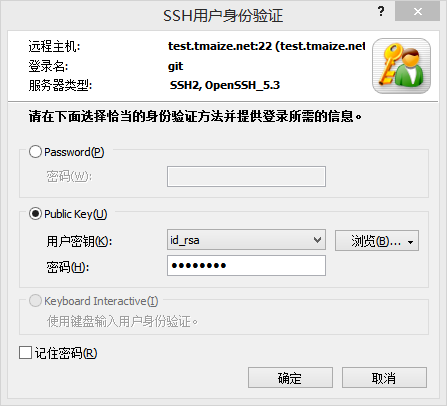 SSH用户身份验证
远程主机: test.tmaize.net:22 (test.tmaize.net
登录名: git
服务器类型: SSH2, OpenSSH_5.3
请在下面选择恰当的身份验证方法并提供登录所需的信息。
Password(P)
密码(W):
Public Key(U)
用户密钥(K): id_rsa 浏览(B)...
密码(H):
Keyboard Interactive(I)
使用键盘输入用户身份验证。
记住密码(R)
确定 取消